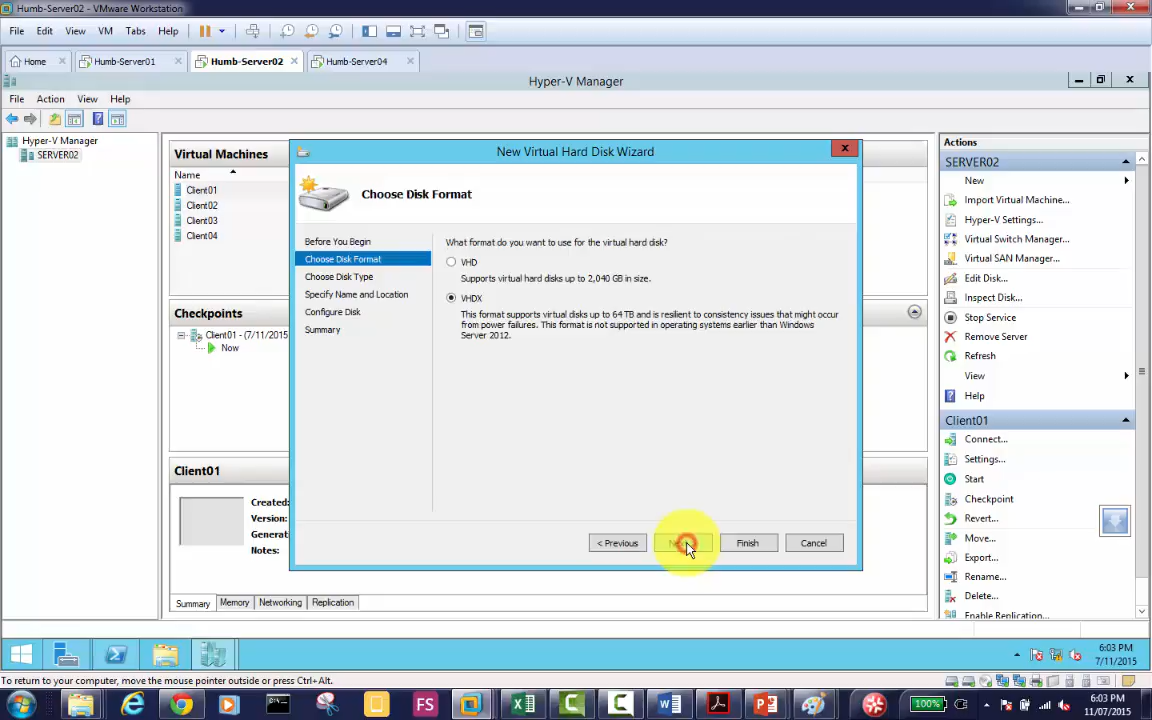 Humb-Server02 - VMware Workstation
File Edit View VM Tabs Help
Home Humb-Server01 Humb-Server02 Humb-Server04
Hyper-V Manager
File Action View Help
Hyper-V Manager
SERVER02
Virtual Machines
Name
Client01
Client02
Client03
Client04
Checkpoints
Client01 - (7/11/2015
Now
Client01
Created:
Version:
Generat
Notes:
Summary Memory Networking Replication
New Virtual Hard Disk Wizard
Choose Disk Format
Before You Begin
Choose Disk Format
Choose Disk Type
Specify Name and Location
Configure Disk
Summary
What format do you want to use for the virtual hard disk?
VHD
Supports virtual hard disks up to 2,040 GB in size.
VHDX
This format supports virtual disks up to 64 TB and is resilient to consistency issues that might occur
from power failures. This format is not supported in operating systems earlier than Windows
Server 2012.
< Previous Finish Cancel
Actions
SERVER02
New
Import Virtual Machine...
Hyper-V Settings...
Virtual Switch Manager...
Virtual SAN Manager...
Edit Disk...
Inspect Disk...
Stop Service
Remove Server
Refresh
View
Help
Client01
Connect...
Settings...
Start
Checkpoint
Revert...
Move...
Export...
Rename...
Delete...
Enable Replication...
6:03 PM
7/11/2015
To return to your computer, move the mouse pointer outside or press Ctrl+Alt.
FS
100%
6:03 PM
11/07/2015